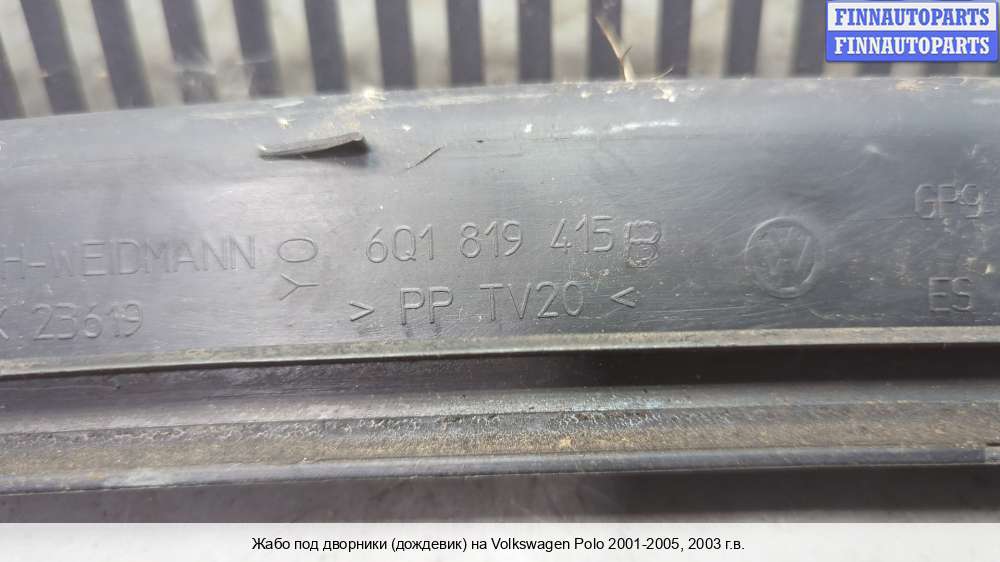 FINNAUTOPARTS
FINNAUTOPARTS
H-WEIDMANN
YO
6Q1 819 415 B
GP9
> PP TV20 <
ES
23619
Жабо под дворники (дождевик) на Volkswagen Polo 2001-2005, 2003 г.в.